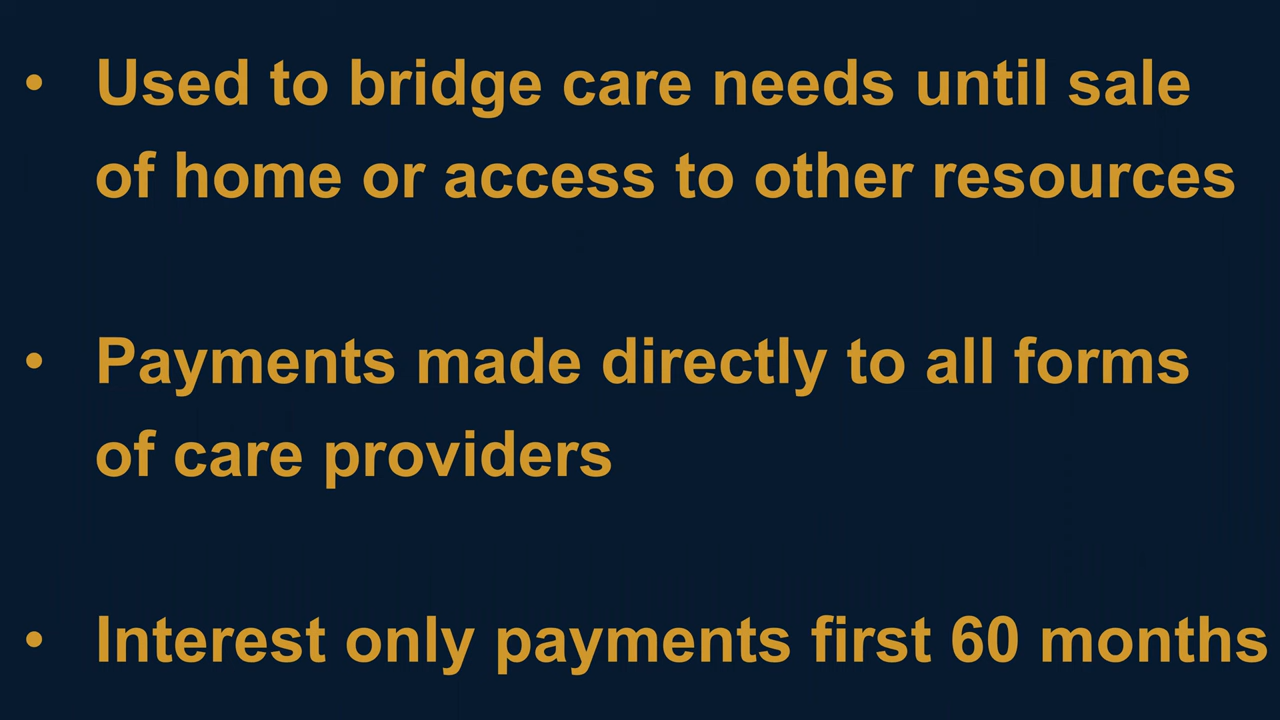 • Used to bridge care needs until sale
of home or access to other resources
• Payments made directly to all forms
of care providers
• Interest only payments first 60 months